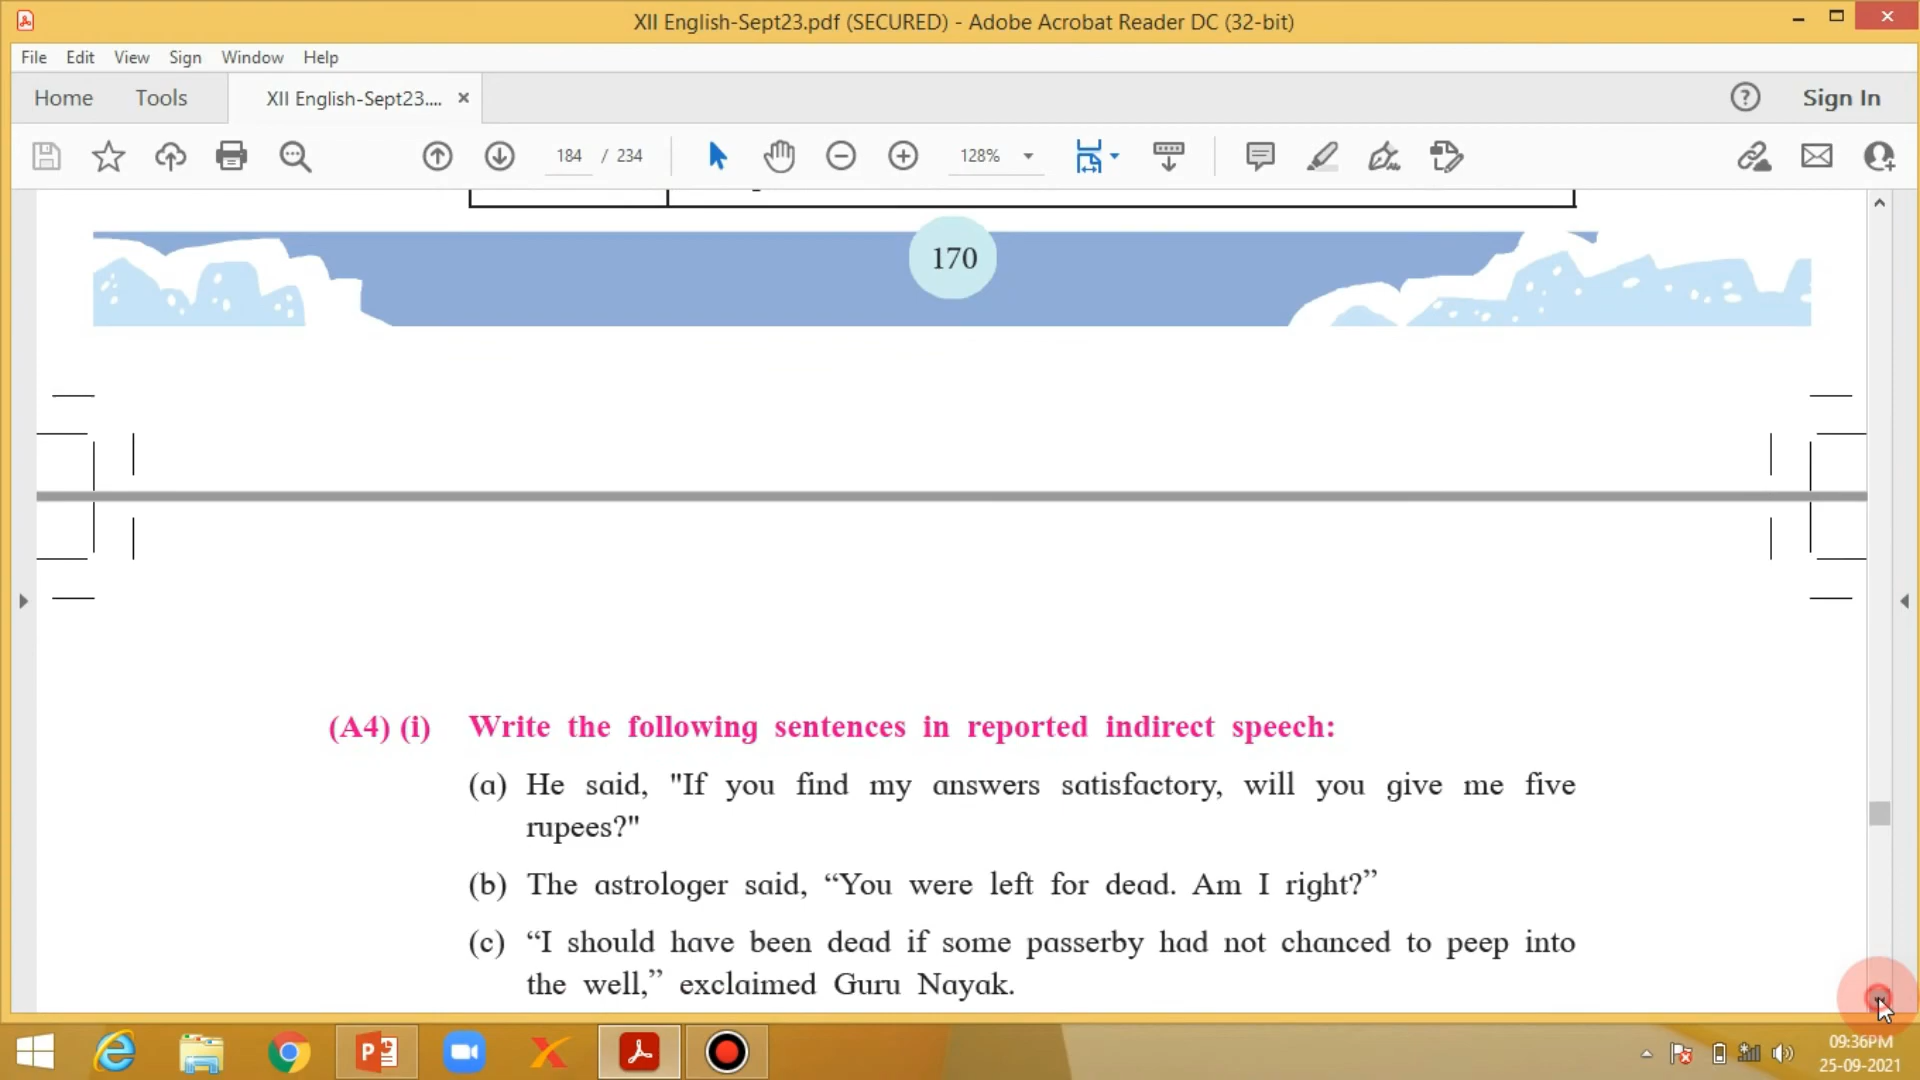 XII English-Sept23.pdf (SECURED) - Adobe Acrobat Reader DC (32-bit)
File Edit View Sign Window Help
Home Tools XII English-Sept23.... × ? Sign In
184 / 234 128%
170
(A4) (i) Write the following sentences in reported indirect speech:
(a) He said, "If you find my answers satisfactory, will you give me five
rupees?"
(b) The astrologer said, “You were left for dead. Am I right?”
(c) “I should have been dead if some passerby had not chanced to peep into
the well,” exclaimed Guru Nayak.
09:36PM
25-09-2021